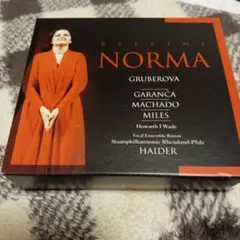 BELLINI
NORMA
GRUBEROVA
GARANČA
MACHADO
MILES
Howarth I Wade
Vocal Ensemble Rastatt
Staatsphilharmonie Rheinland-Pfalz
HAIDER